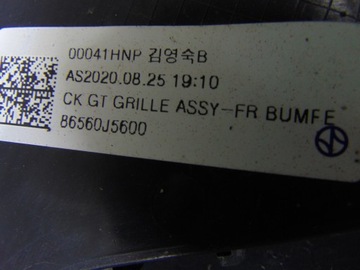 00041HNP 김영숙B
AS2020.08.25 19:10
CK GT GRILLE ASSY-FR BUMFE
86560J5600